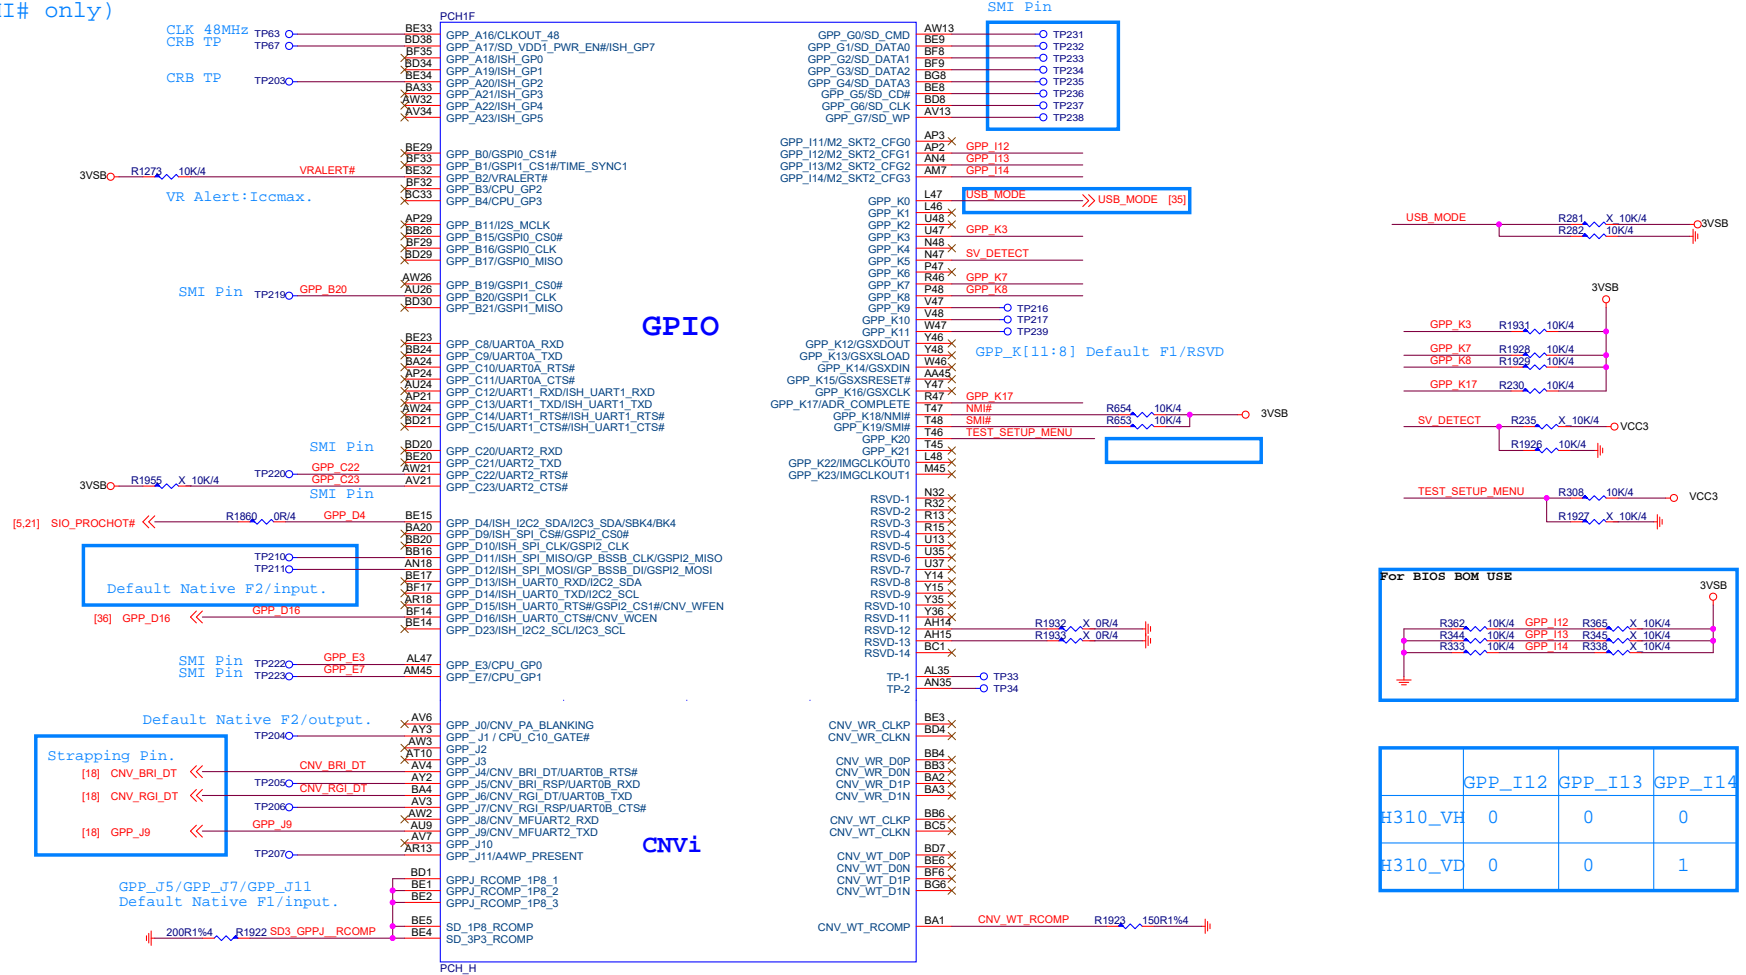 I# only)
SMI Pin
PCH1F
CLK 48MHz TP63 BE33 GPP_A16/CLKOUT_48
CRB TP TP67 BD38 GPP_A17/SD_VDD1_PWR_EN#/ISH_GP7
BF35 GPP_A18/ISH_GP0
BD34 GPP_A19/ISH_GP1
CRB TP TP203 BE34 GPP_A20/ISH_GP2
BA33 GPP_A21/ISH_GP3
AW32 GPP_A22/ISH_GP4
AV34 GPP_A23/ISH_GP5
BE29 GPP_B0/GSPI0_CS1#
BF33 GPP_B1/GSPI1_CS1#/TIME_SYNC1
3VSB R1273 10K/4 VRALERT# BE32 GPP_B2/VRALERT#
BF32 GPP_B3/CPU_GP2
VR Alert:Iccmax. BC33 GPP_B4/CPU_GP3
AP29 GPP_B11/I2S_MCLK
BB26 GPP_B15/GSPI0_CS0#
BF29 GPP_B16/GSPI0_CLK
BD29 GPP_B17/GSPI0_MISO
AW26 GPP_B19/GSPI1_CS0#
SMI Pin TP219 GPP_B20 AU26 GPP_B20/GSPI1_CLK
BD30 GPP_B21/GSPI1_MISO
GPIO
BE23 GPP_C8/UART0A_RXD
BB24 GPP_C9/UART0A_TXD
BA24 GPP_C10/UART0A_RTS#
AP24 GPP_C11/UART0A_CTS#
AU24 GPP_C12/UART1_RXD/ISH_UART1_RXD
AP21 GPP_C13/UART1_TXD/ISH_UART1_TXD
AW24 GPP_C14/UART1_RTS#/ISH_UART1_RTS#
BD21 GPP_C15/UART1_CTS#/ISH_UART1_CTS#
SMI Pin BD20 GPP_C20/UART2_RXD
BE20 GPP_C21/UART2_TXD
TP220 GPP_C22 AW21 GPP_C22/UART2_RTS#
3VSB R1955 X_10K/4 GPP_C23 AV21 GPP_C23/UART2_CTS#
SMI Pin
[5,21] SIO_PROCHOT# R1860 0R/4 GPP_D4 BE15 GPP_D4/ISH_I2C2_SDA/I2C3_SDA/SBK4/BK4
BA20 GPP_D9/ISH_SPI_CS#/GSPI2_CS0#
BB20 GPP_D10/ISH_SPI_CLK/GSPI2_CLK
TP210 BB16 GPP_D11/ISH_SPI_MISO/GP_BSSB_CLK/GSPI2_MISO
TP211 AN18 GPP_D12/ISH_SPI_MOSI/GP_BSSB_DI/GSPI2_MOSI
BE17 GPP_D13/ISH_UART0_RXD/I2C2_SDA
Default Native F2/input. BF17 GPP_D14/ISH_UART0_TXD/I2C2_SCL
AR18 GPP_D15/ISH_UART0_RTS#/GSPI2_CS1#/CNV_WFEN
[36] GPP_D16 GPP_D16 BF14 GPP_D16/ISH_UART0_CTS#/CNV_WCEN
BE14 GPP_D23/ISH_I2C2_SCL/I2C3_SCL
SMI Pin TP222 GPP_E3 AL47 GPP_E3/CPU_GP0
SMI Pin TP223 GPP_E7 AM45 GPP_E7/CPU_GP1
Default Native F2/output. AV6 GPP_J0/CNV_PA_BLANKING
TP204 AY3 GPP_ J1 / CPU_C10_GATE#
AW3 GPP_J2
Strapping Pin. AT10 GPP_J3
[18] CNV_BRI_DT CNV_BRI_DT AV4 GPP_J4/CNV_BRI_DT/UART0B_RTS#
TP205 AY2 GPP_J5/CNV_BRI_RSP/UART0B_RXD
[18] CNV_RGI_DT CNV_RGI_DT BA4 GPP_J6/CNV_RGI_DT/UART0B_TXD
TP206 AV3 GPP_J7/CNV_RGI_RSP/UART0B_CTS#
AW2 GPP_J8/CNV_MFUART2_RXD
[18] GPP_J9 GPP_J9 AU9 GPP_J9/CNV_MFUART2_TXD
AV7 GPP_J10
TP207 AR13 GPP_J11/A4WP_PRESENT
CNVi
BD1 GPPJ_RCOMP_1P8_1
GPP_J5/GPP_J7/GPP_J11 BE1 GPPJ_RCOMP_1P8_2
Default Native F1/input. BE2 GPPJ_RCOMP_1P8_3
BE5 SD_1P8_RCOMP
200R1%4 R1922 SD3_GPPJ__RCOMP BE4 SD_3P3_RCOMP
PCH_H
GPP_G0/SD_CMD AW13 TP231
GPP_G1/SD_DATA0 BE9 TP232
GPP_G2/SD_DATA1 BF8 TP233
GPP_G3/SD_DATA2 BF9 TP234
GPP_G4/SD_DATA3 BG8 TP235
GPP_G5/SD_CD# BE8 TP236
GPP_G6/SD_CLK BD8 TP237
GPP_G7/SD_WP AV13 TP238
GPP_I11/M2_SKT2_CFG0 AP3
GPP_I12/M2_SKT2_CFG1 AP2 GPP_I12
GPP_I13/M2_SKT2_CFG2 AN4 GPP_I13
GPP_I14/M2_SKT2_CFG3 AM7 GPP_I14
GPP_K0 L47 USB_MODE USB_MODE [35]
GPP_K1 L46
GPP_K2 U48
GPP_K3 U47 GPP_K3
GPP_K4 N48
GPP_K5 N47 SV_DETECT
GPP_K6 P47
GPP_K7 R46 GPP_K7
GPP_K8 P48 GPP_K8
GPP_K9 V47 TP216
GPP_K10 V48 TP217
GPP_K11 W47 TP239
GPP_K12/GSXDOUT Y46
GPP_K13/GSXSLOAD Y48 GPP_K[11:8] Default F1/RSVD
GPP_K14/GSXDIN W46
GPP_K15/GSXSRESET# AA45
GPP_K16/GSXCLK Y47
GPP_K17/ADR_COMPLETE R47 GPP_K17
GPP_K18/NMI# T47 NMI# R654 10K/4 3VSB
GPP_K19/SMI# T48 SMI# R653 10K/4
GPP_K20 T46 TEST_SETUP_MENU
GPP_K21 T45
GPP_K22/IMGCLKOUT0 L48
GPP_K23/IMGCLKOUT1 M45
RSVD-1 N32
RSVD-2 R32
RSVD-3 R13
RSVD-4 R15
RSVD-5 U13
RSVD-6 U35
RSVD-7 U37
RSVD-8 Y14
RSVD-9 Y15
RSVD-10 Y35
RSVD-11 Y36
RSVD-12 AH14 R1932 X_0R/4
RSVD-13 AH15 R1933 X_0R/4
RSVD-14 BC1
TP-1 AL35 TP33
TP-2 AN35 TP34
CNV_WR_CLKP BE3
CNV_WR_CLKN BD4
CNV_WR_D0P BB4
CNV_WR_D0N BB3
CNV_WR_D1P BA2
CNV_WR_D1N BA3
CNV_WT_CLKP BB6
CNV_WT_CLKN BC5
CNV_WT_D0P BD7
CNV_WT_D0N BE6
CNV_WT_D1P BF6
CNV_WT_D1N BG6
CNV_WT_RCOMP BA1 CNV_WT_RCOMP R1923 150R1%4
USB_MODE R281 X_10K/4 3VSB
R282 10K/4
3VSB
GPP_K3 R1931 10K/4
GPP_K7 R1928 10K/4
GPP_K8 R1929 10K/4
GPP_K17 R230 10K/4
SV_DETECT R235 X_10K/4 VCC3
R1926 10K/4
TEST_SETUP_MENU R308 10K/4 VCC3
R1927 X_10K/4
For BIOS BOM USE
3VSB
R362 10K/4 GPP_I12 R365 X_10K/4
R344 10K/4 GPP_I13 R345 X_10K/4
R333 10K/4 GPP_I14 R338 X_10K/4
GPP_I12 GPP_I13 GPP_I14
H310_VH 0 0 0
H310_VD 0 0 1